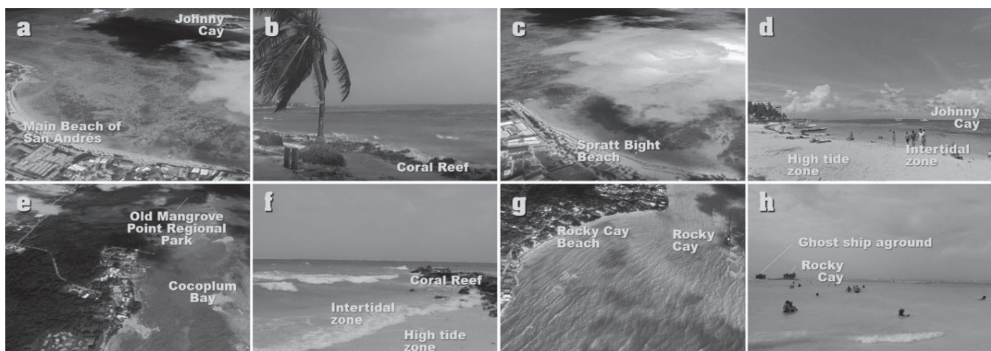 a
Johnny
Cay
Main Beach of
San Andrés
b
Coral Reef
c
Spratt Bight
Beach
d
Johnny
Cay
High tide
zone
Intertidal
zone
e
Old Mangrove
Point Regional
Park
Cocoplum
Bay
f
Coral Reef
Intertidal
zone
High tide
zone
g
Rocky Cay
Beach
Rocky
Cay
h
Ghost ship aground
Rocky
Cay